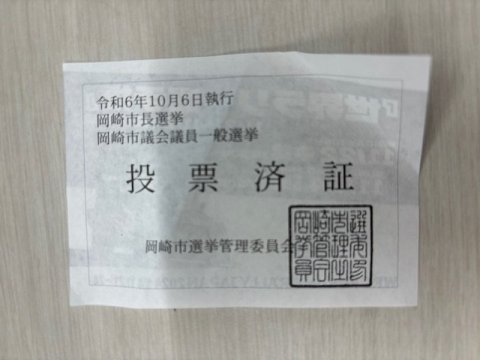 令和6年10月6日執行
岡崎市長選挙
岡崎市議会議員一般選挙
投票済証
岡崎市選挙管理委員会